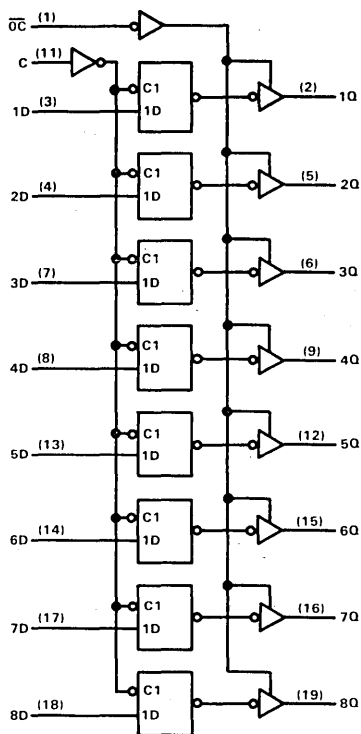 O̅C̅ (1)
C (11)
C1
1D (3) 1D (2) 1Q
C1
2D (4) 1D (5) 2Q
C1
3D (7) 1D (6) 3Q
C1
4D (8) 1D (9) 4Q
C1
5D (13) 1D (12) 5Q
C1
6D (14) 1D (15) 6Q
C1
7D (17) 1D (16) 7Q
C1
8D (18) 1D (19) 8Q